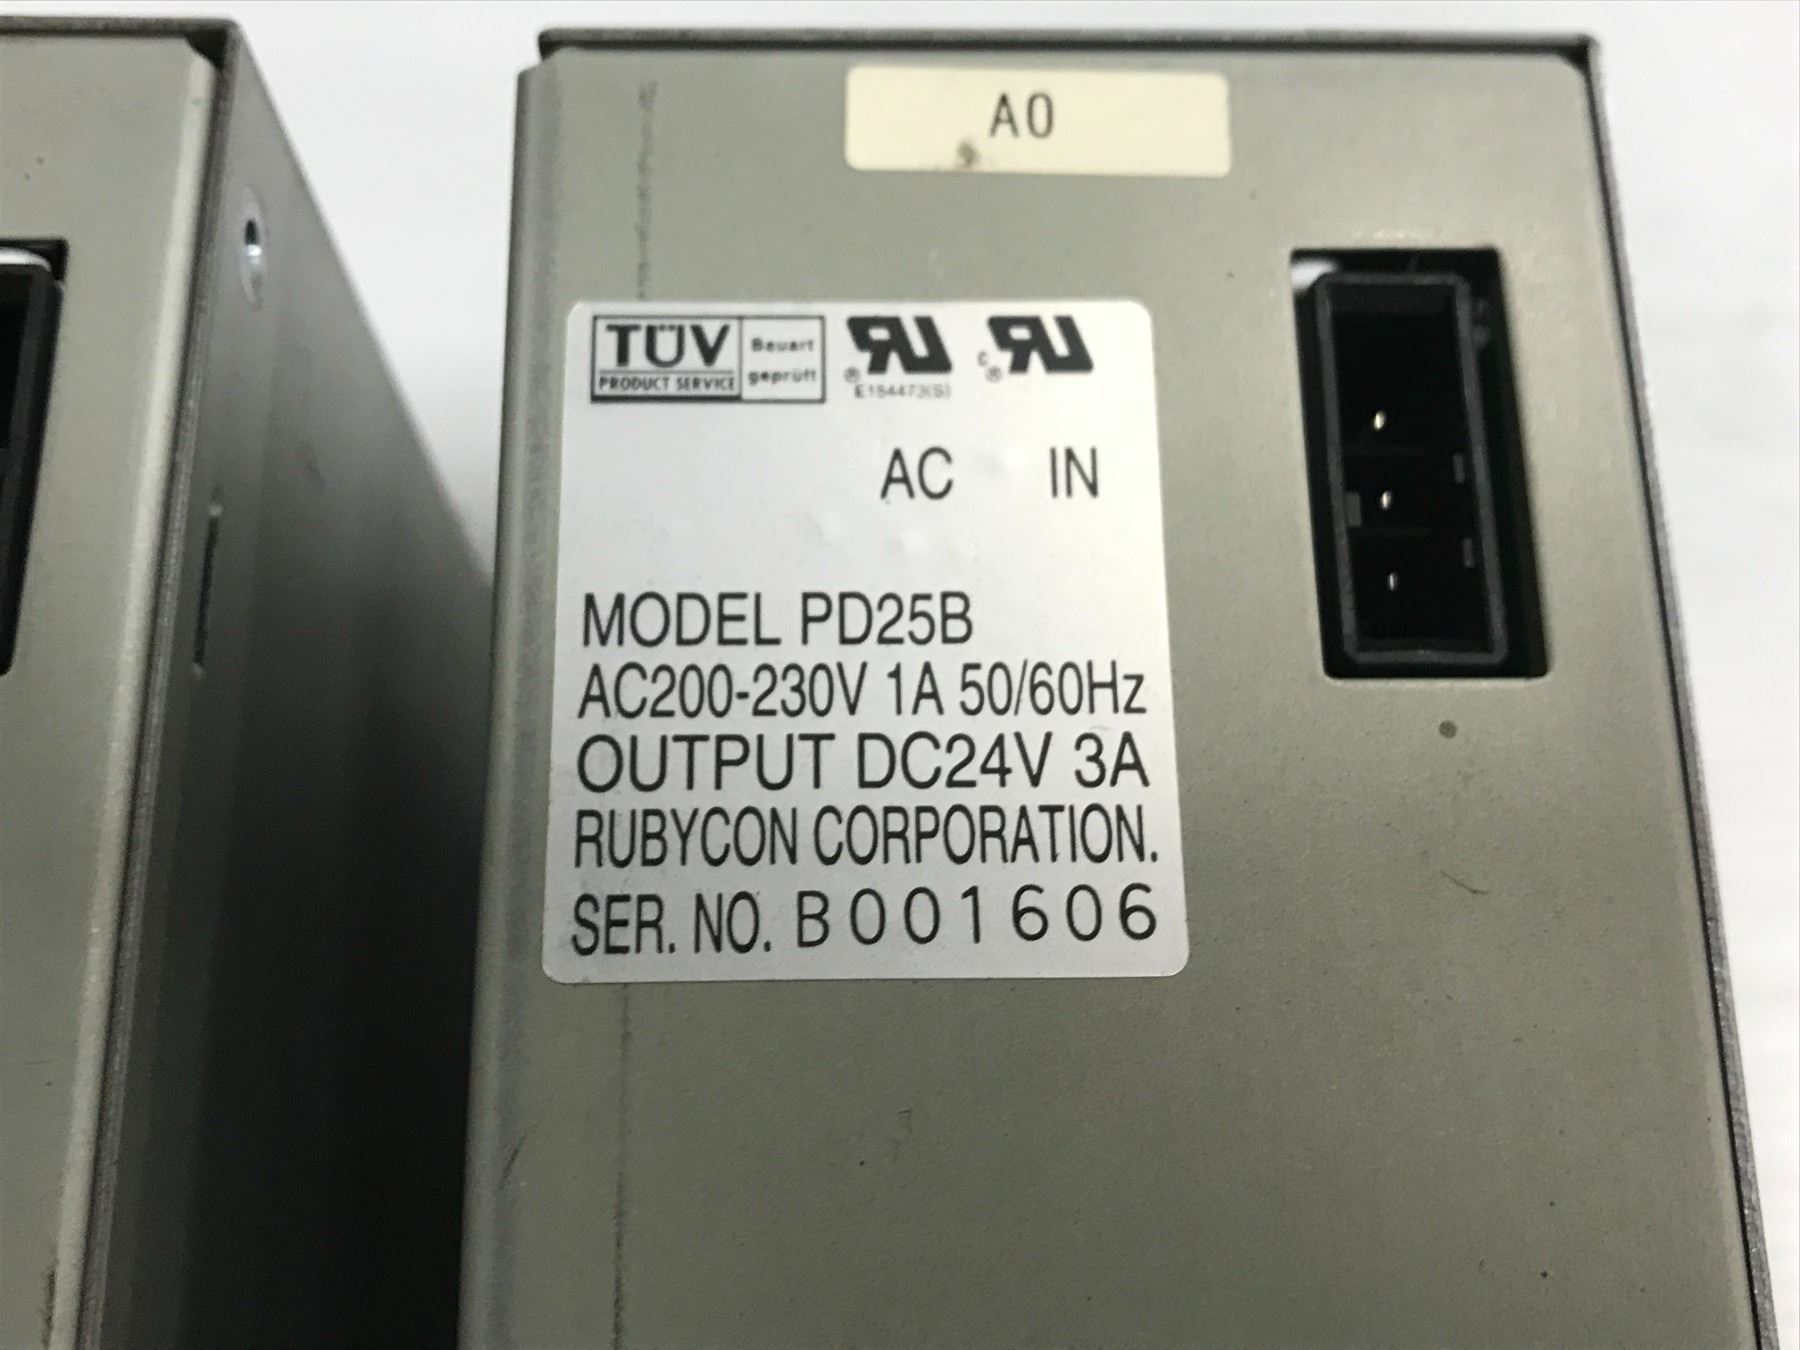 A0
TÜV Bauart
PRODUCT SERVICE geprüft
E154473(S)
AC IN
MODEL PD25B
AC200-230V 1A 50/60Hz
OUTPUT DC24V 3A
RUBYCON CORPORATION.
SER. NO. B001606